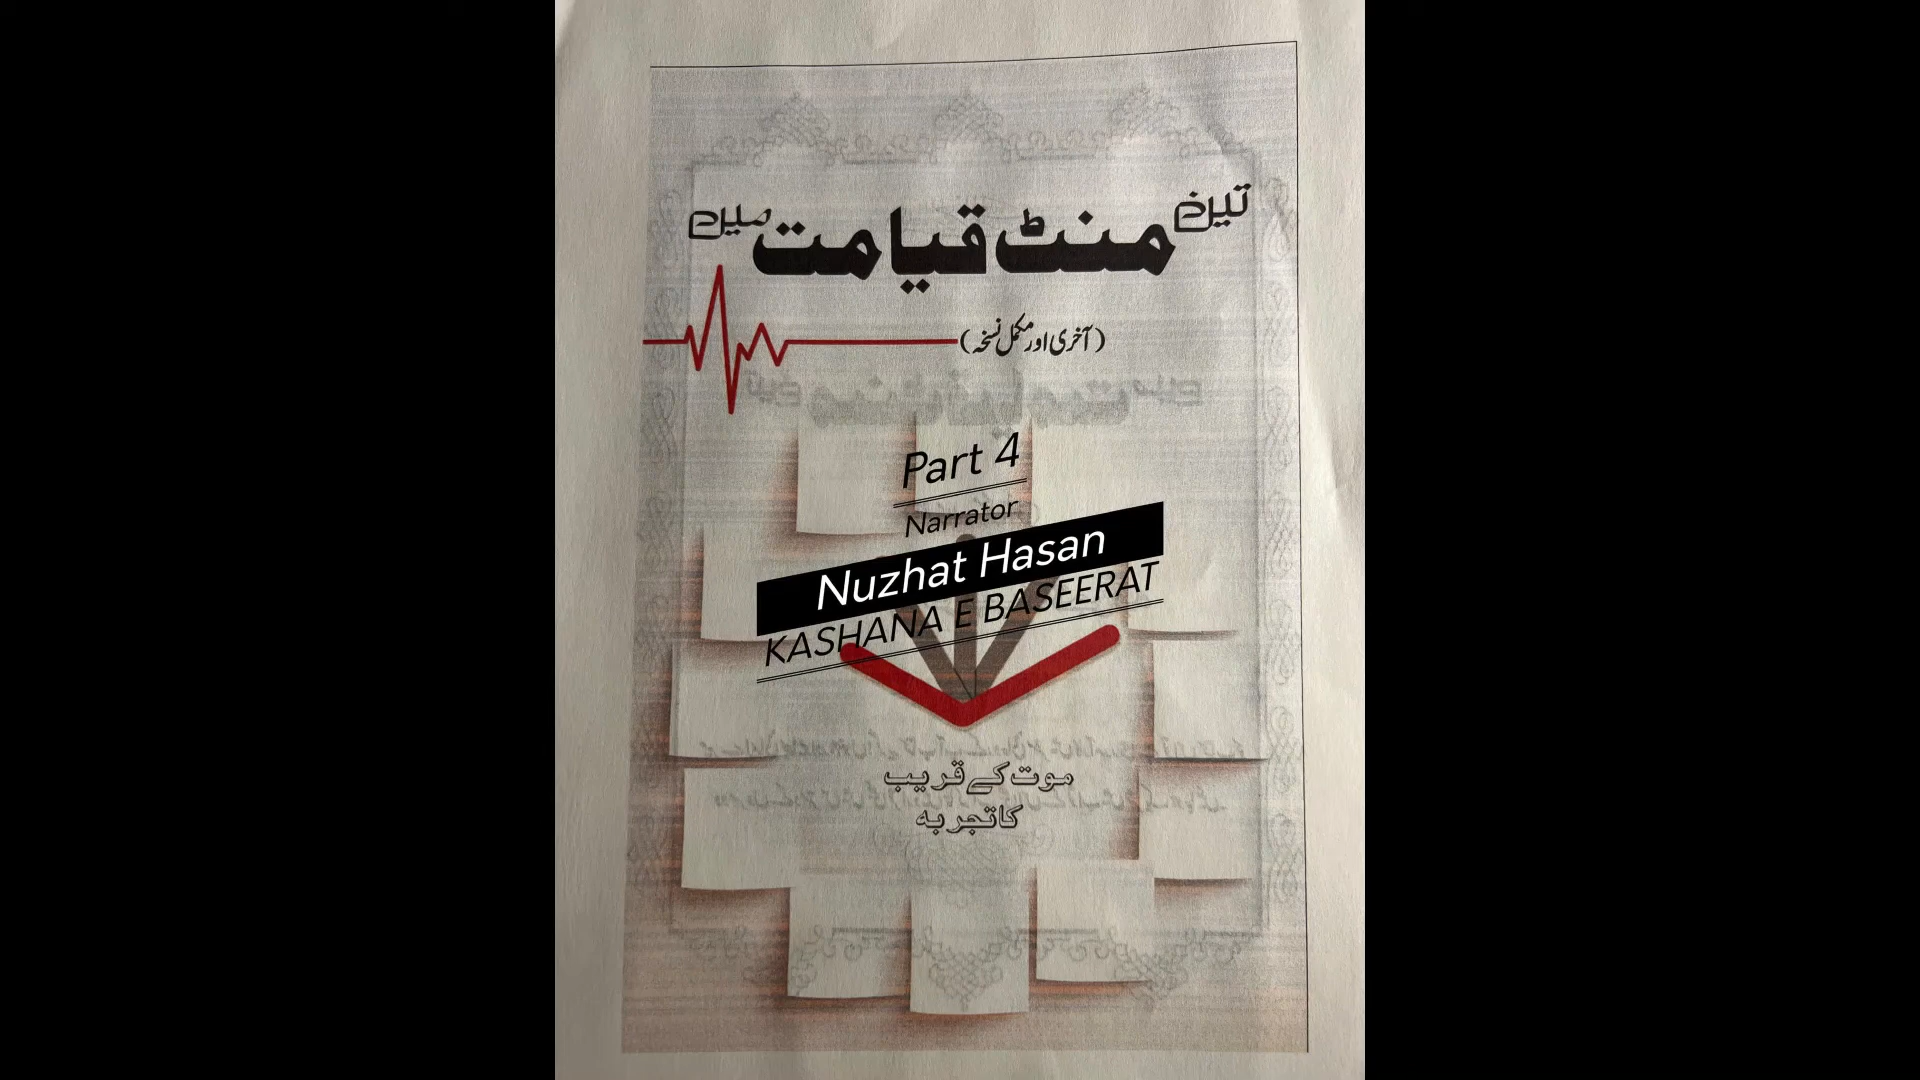 تین منٹ قیامت میں
(آخری اور مکمل نسخہ)
Part 4
Narrator
Nuzhat Hasan
KASHANA E BASEERAT
موت کے قریب
کا تجربہ